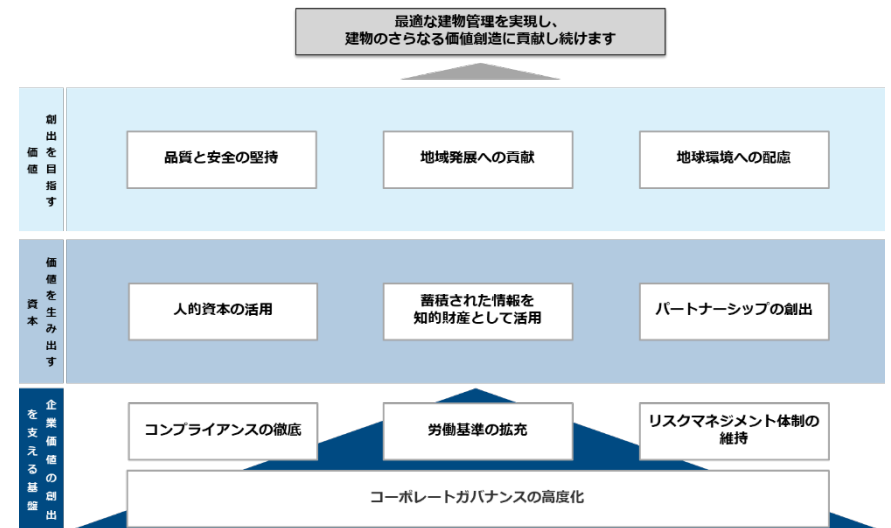 最適な建物管理を実現し、
建物のさらなる価値創造に貢献し続けます
創出を目指す
価値
品質と安全の堅持
地域発展への貢献
地球環境への配慮
価値を生み出す
資本
人的資本の活用
蓄積された情報を
知的財産として活用
パートナーシップの創出
企業価値の創出
を支える基盤
コンプライアンスの徹底
労働基準の拡充
リスクマネジメント体制の
維持
コーポレートガバナンスの高度化